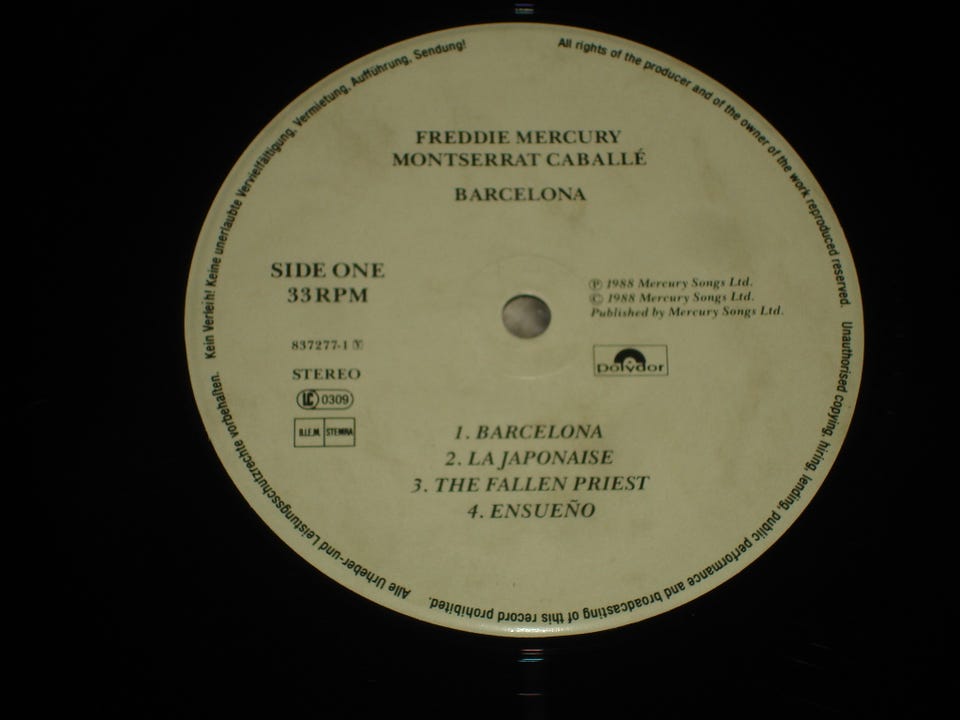 Alle Urheber-und Leistungsschutzrechte vorbehalten. Kein Verleih! Keine unerlaubte Vervielfältigung, Vermietung, Aufführung, Sendung!
All rights of the producer and of the owner of the work reproduced reserved. Unauthorised copying, hiring, lending, public performance and broadcasting of this record prohibited.
FREDDIE MERCURY
MONTSERRAT CABALLÉ
BARCELONA
SIDE ONE
33RPM
837277-1 Y
STEREO
LC 0309
B.I.E.M. STEMRA
℗ 1988 Mercury Songs Ltd.
© 1988 Mercury Songs Ltd.
Published by Mercury Songs Ltd.
polydor
1. BARCELONA
2. LA JAPONAISE
3. THE FALLEN PRIEST
4. ENSUEÑO